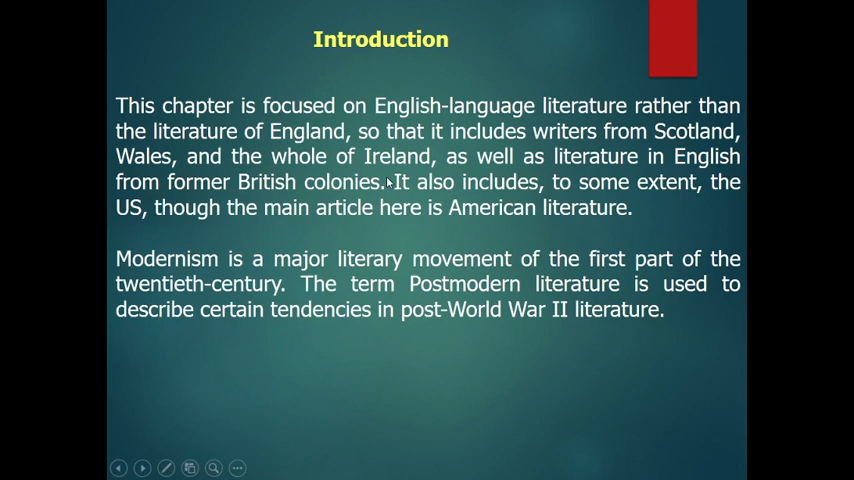 Introduction
This chapter is focused on English-language literature rather than
the literature of England, so that it includes writers from Scotland,
Wales, and the whole of Ireland, as well as literature in English
from former British colonies. It also includes, to some extent, the
US, though the main article here is American literature.
Modernism is a major literary movement of the first part of the
twentieth-century. The term Postmodern literature is used to
describe certain tendencies in post-World War II literature.